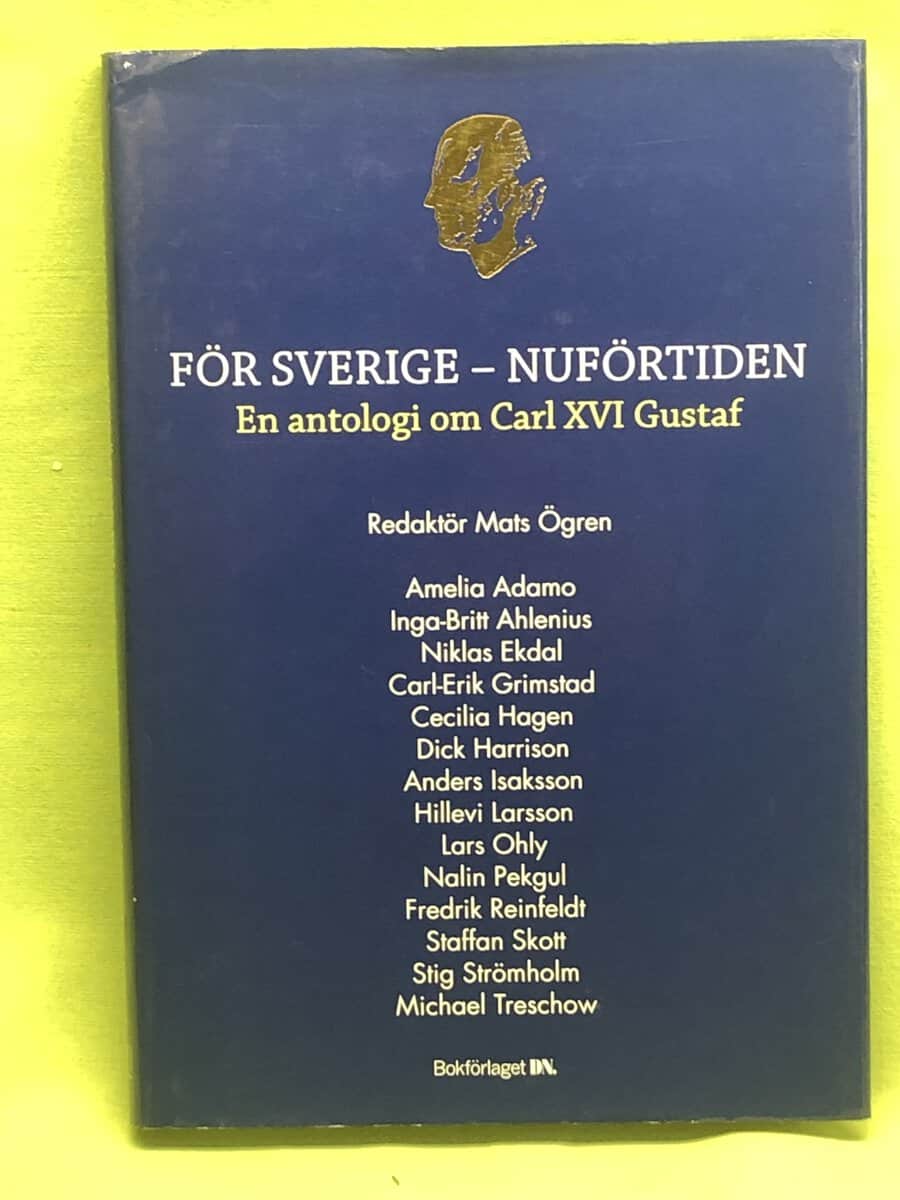 FÖR SVERIGE – NUFÖRTIDEN
En antologi om Carl XVI Gustaf
Redaktör Mats Ögren
Amelia Adamo
Inga-Britt Ahlenius
Niklas Ekdal
Carl-Erik Grimstad
Cecilia Hagen
Dick Harrison
Anders Isaksson
Hillevi Larsson
Lars Ohly
Nalin Pekgul
Fredrik Reinfeldt
Staffan Skott
Stig Strömholm
Michael Treschow
Bokförlaget DN.